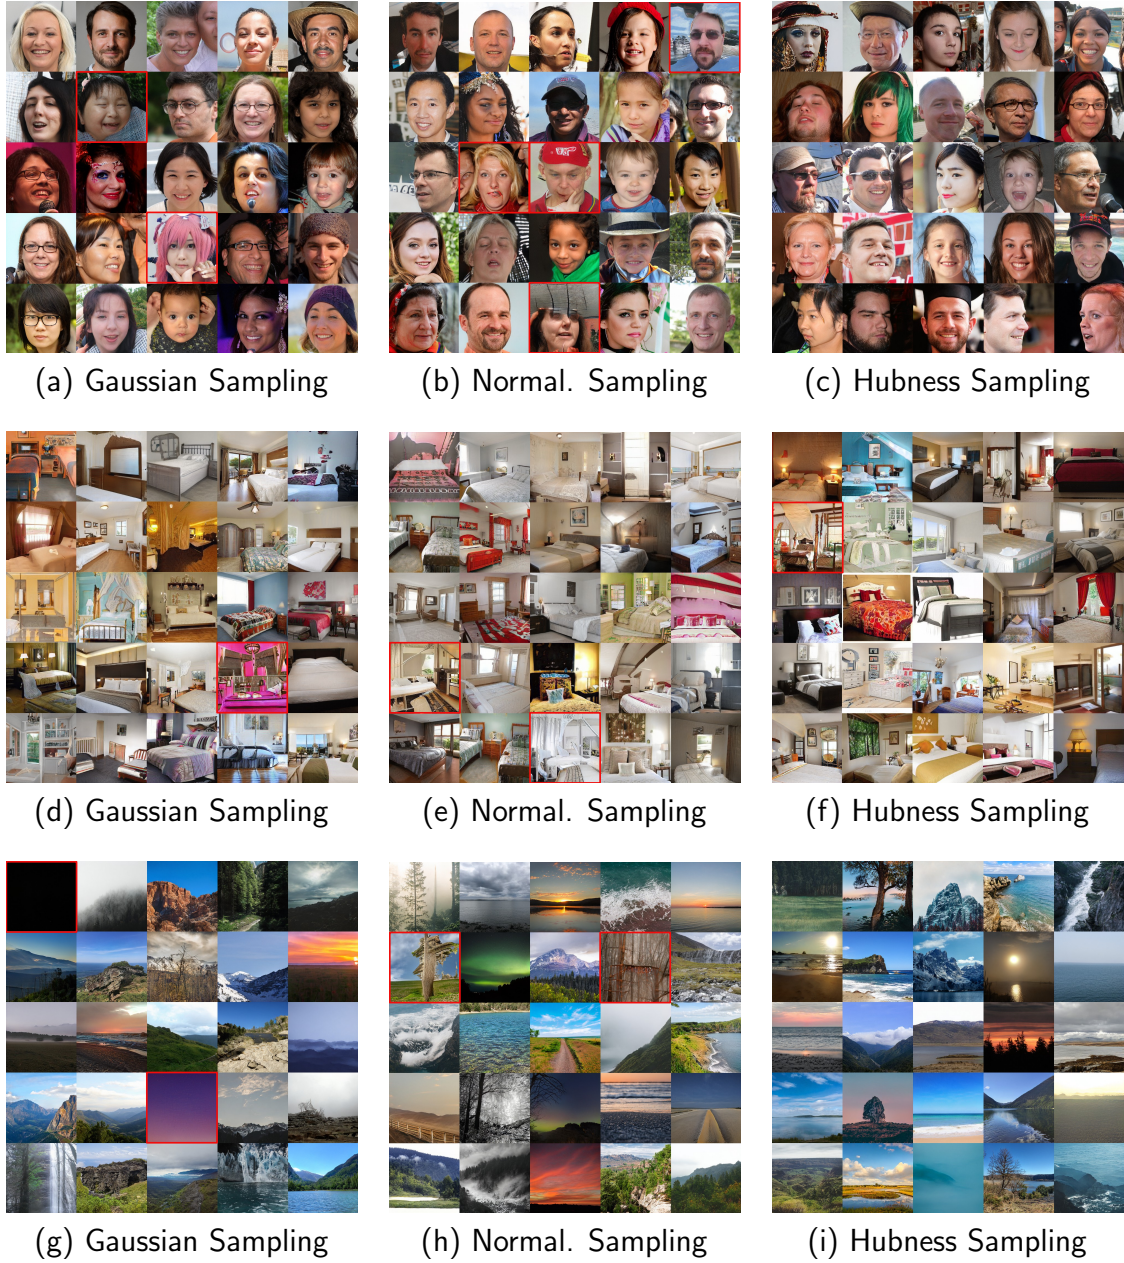 (a) Gaussian Sampling
(b) Normal. Sampling
(c) Hubness Sampling
(d) Gaussian Sampling
(e) Normal. Sampling
(f) Hubness Sampling
(g) Gaussian Sampling
(h) Normal. Sampling
(i) Hubness Sampling